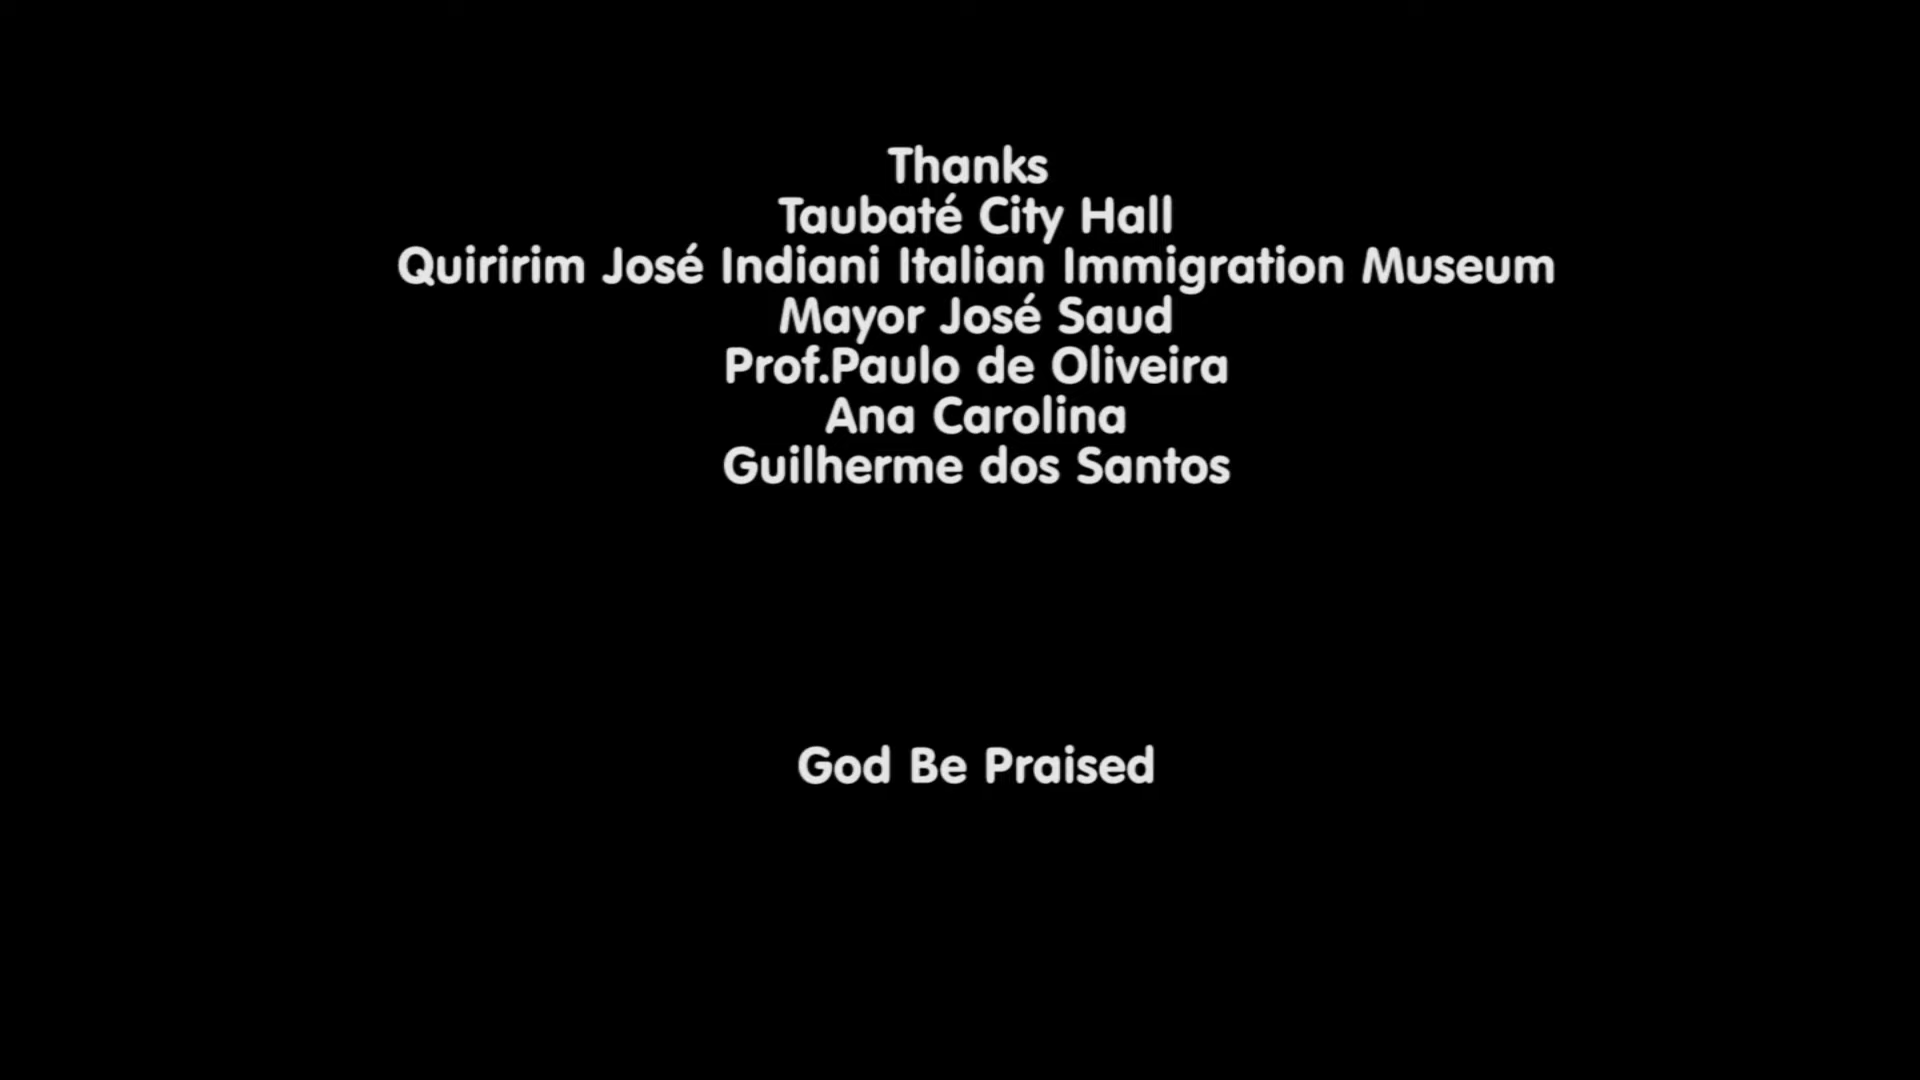 Thanks
Taubaté City Hall
Quiririm José Indiani Italian Immigration Museum
Mayor José Saud
Prof.Paulo de Oliveira
Ana Carolina
Guilherme dos Santos
God Be Praised